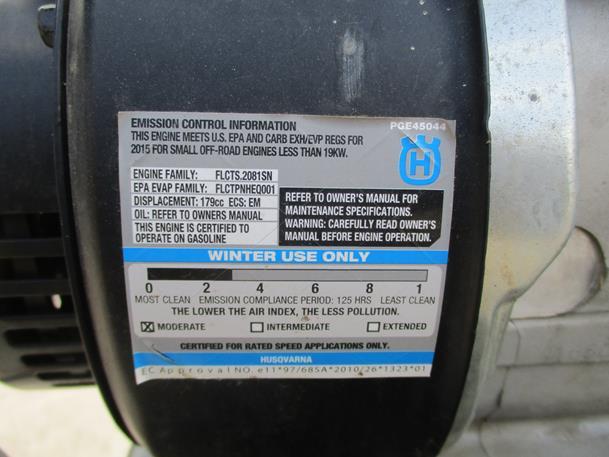 EMISSION CONTROL INFORMATION PGE45044
THIS ENGINE MEETS U.S. EPA AND CARB EXH/EVP REGS FOR
2015 FOR SMALL OFF-ROAD ENGINES LESS THAN 19KW.
H
ENGINE FAMILY: FLCTS.2081SN
EPA EVAP FAMILY: FLCTPNHEQ001
DISPLACEMENT: 179cc ECS: EM
OIL: REFER TO OWNERS MANUAL
THIS ENGINE IS CERTIFIED TO
OPERATE ON GASOLINE
REFER TO OWNER'S MANUAL FOR
MAINTENANCE SPECIFICATIONS.
WARNING: CAREFULLY READ OWNER'S
MANUAL BEFORE ENGINE OPERATION.
WINTER USE ONLY
0 2 4 6 8 1
MOST CLEAN EMISSION COMPLIANCE PERIOD: 125 HRS LEAST CLEAN
THE LOWER THE AIR INDEX, THE LESS POLLUTION.
MODERATE INTERMEDIATE EXTENDED
CERTIFIED FOR RATED SPEED APPLICATIONS ONLY.
HUSQVARNA
EC Approval NO. e11*97/68SA*2010/26*1323*01